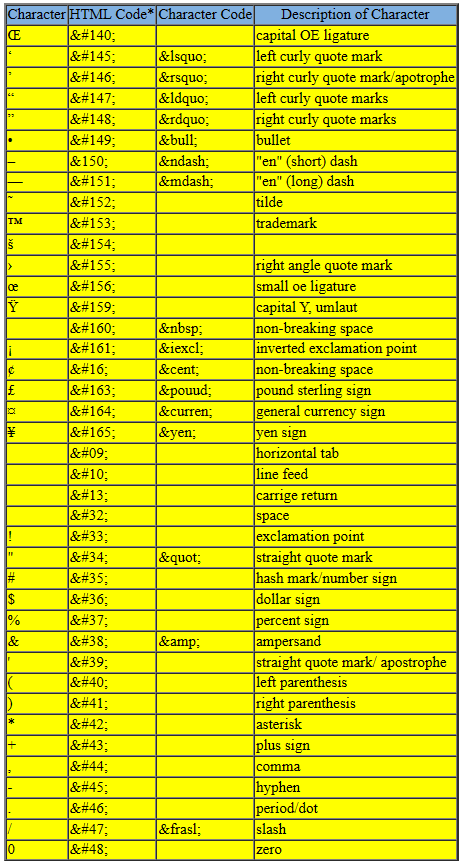 Character HTML Code* Character Code Description of Character
Œ &#140; capital OE ligature
‘ &#145; &lsquo; left curly quote mark
’ &#146; &rsquo; right curly quote mark/apotrophe
“ &#147; &ldquo; left curly quote marks
” &#148; &rdquo; right curly quote marks
• &#149; &bull; bullet
– &150; &ndash; "en" (short) dash
— &#151; &mdash; "en" (long) dash
˜ &#152; tilde
™ &#153; trademark
š &#154;
› &#155; right angle quote mark
œ &#156; small oe ligature
Ÿ &#159; capital Y, umlaut
&#160; &nbsp; non-breaking space
¡ &#161; &iexcl; inverted exclamation point
¢ &#16; &cent; non-breaking space
£ &#163; &pouud; pound sterling sign
¤ &#164; &curren; general currency sign
¥ &#165; &yen; yen sign
&#09; horizontal tab
&#10; line feed
&#13; carrige return
&#32; space
! &#33; exclamation point
" &#34; &quot; straight quote mark
# &#35; hash mark/number sign
$ &#36; dollar sign
% &#37; percent sign
& &#38; &amp; ampersand
' &#39; straight quote mark/ apostrophe
( &#40; left parenthesis
) &#41; right parenthesis
* &#42; asterisk
+ &#43; plus sign
, &#44; comma
- &#45; hyphen
. &#46; period/dot
/ &#47; &frasl; slash
0 &#48; zero